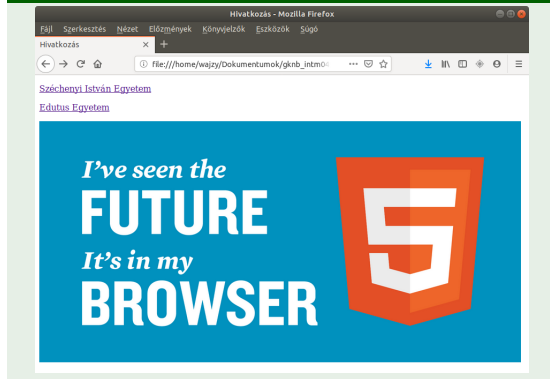 Hivatkozás - Mozilla Firefox
Fájl Szerkesztés Nézet Előzmények Könyvjelzők Eszközök Súgó
Hivatkozás
file:///home/wajzy/Dokumentumok/gknb_intm04
Széchenyi István Egyetem
Edutus Egyetem
I've seen the
FUTURE
It's in my
BROWSER
5